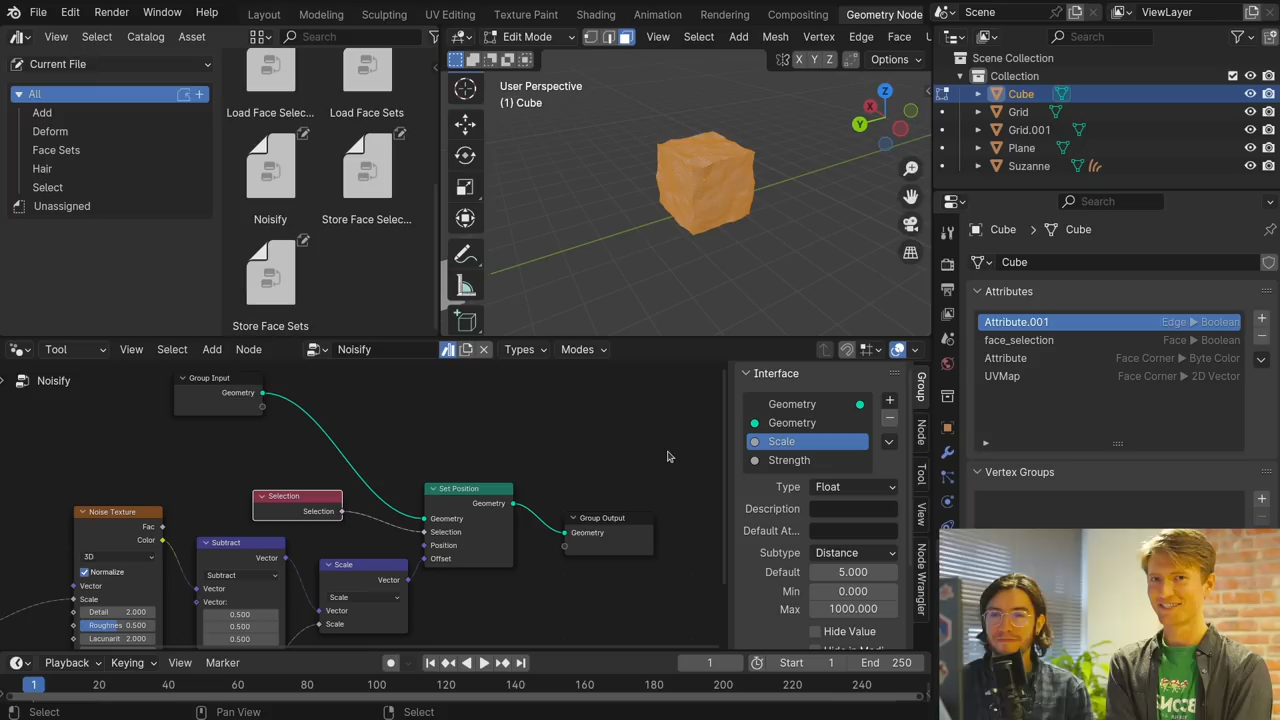 File Edit Render Window Help Layout Modeling Sculpting UV Editing Texture Paint Shading Animation Rendering Compositing Geometry Node Scene ViewLayer
View Select Catalog Asset Search
Edit Mode View Select Add Mesh Vertex Edge Face
Search
Current File
X Y Z Options
Scene Collection
Collection
Cube
Grid
Grid.001
Plane
Suzanne
All
Add
Deform
Face Sets
Hair
Select
Unassigned
Load Face Selec...
Load Face Sets
Noisify
Store Face Selec...
Store Face Sets
User Perspective
(1) Cube
Z
X
Y
Search
Cube Cube
Cube
Attributes
Attribute.001 Edge ▶ Boolean
face_selection Face ▶ Boolean
Attribute Face Corner ▶ Byte Color
UVMap Face Corner ▶ 2D Vector
Vertex Groups
Tool View Select Add Node Noisify Types Modes
Noisify
Group Input
Geometry
Selection
Selection
Set Position
Geometry
Geometry
Selection
Position
Offset
Group Output
Geometry
Noise Texture
Fac
Color
3D
Normalize
Vector
Scale
Detail 2.000
Roughnes 0.500
Lacunarit 2.000
Subtract
Vector
Subtract
Vector
Vector:
0.500
0.500
0.500
Scale
Vector
Scale
Vector
Scale
Interface
Geometry
Geometry
Scale
Strength
Type Float
Description
Default At...
Subtype Distance
Default 5.000
Min 0.000
Max 1000.000
Hide Value
Group
Node
Tool
View
Node Wrangler
Playback Keying View Marker 1 Start 1 End 250
1 20 40 60 80 100 120 140 160 180 200 220 240
Select Pan View Select